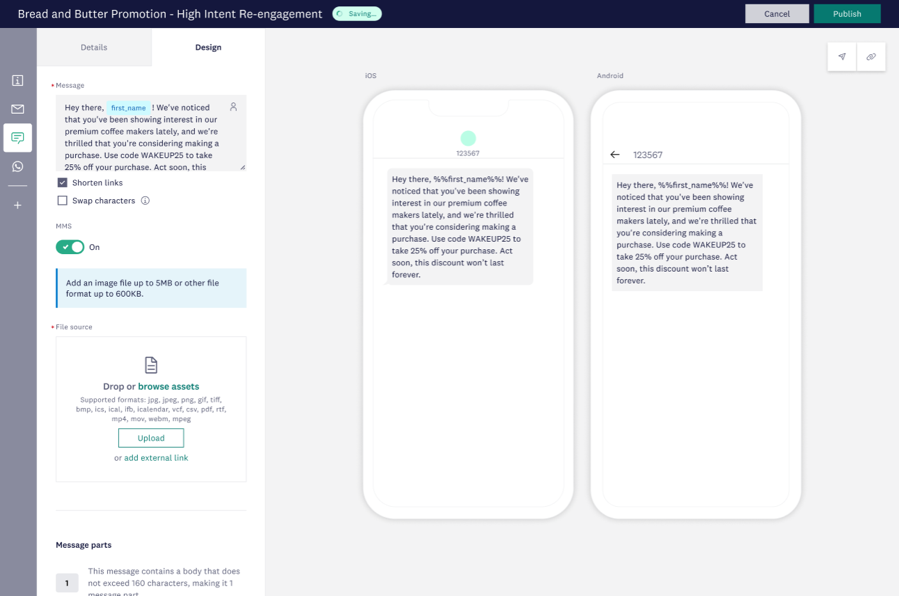 Bread and Butter Promotion - High Intent Re-engagement
Saving...
Cancel
Publish
Details
Design
• Message
Hey there, first_name ! We've noticed
that you've been showing interest in our
premium coffee makers lately, and we're
thrilled that you're considering making a
purchase. Use code WAKEUP25 to take
25% off your purchase. Act soon, this
Shorten links
Swap characters
MMS
On
Add an image file up to 5MB or other file
format up to 600KB.
• File source
Drop or browse assets
Supported formats: jpg, jpeg, png, gif, tiff,
bmp, ics, ical, ifb, icalendar, vcf, csv, pdf, rtf,
mp4, mov, webm, mpeg
Upload
or add external link
Message parts
1
This message contains a body that does
not exceed 160 characters, making it 1
message part
iOS
123567
Hey there, %%first_name%%! We've
noticed that you've been showing
interest in our premium coffee
makers lately, and we're thrilled
that you're considering making a
purchase. Use code WAKEUP25 to
take 25% off your purchase. Act
soon, this discount won't last
forever.
Android
123567
Hey there, %%first_name%%! We've
noticed that you've been showing
interest in our premium coffee
makers lately, and we're thrilled that
you're considering making a
purchase. Use code WAKEUP25 to
take 25% off your purchase. Act
soon, this discount won't last
forever.